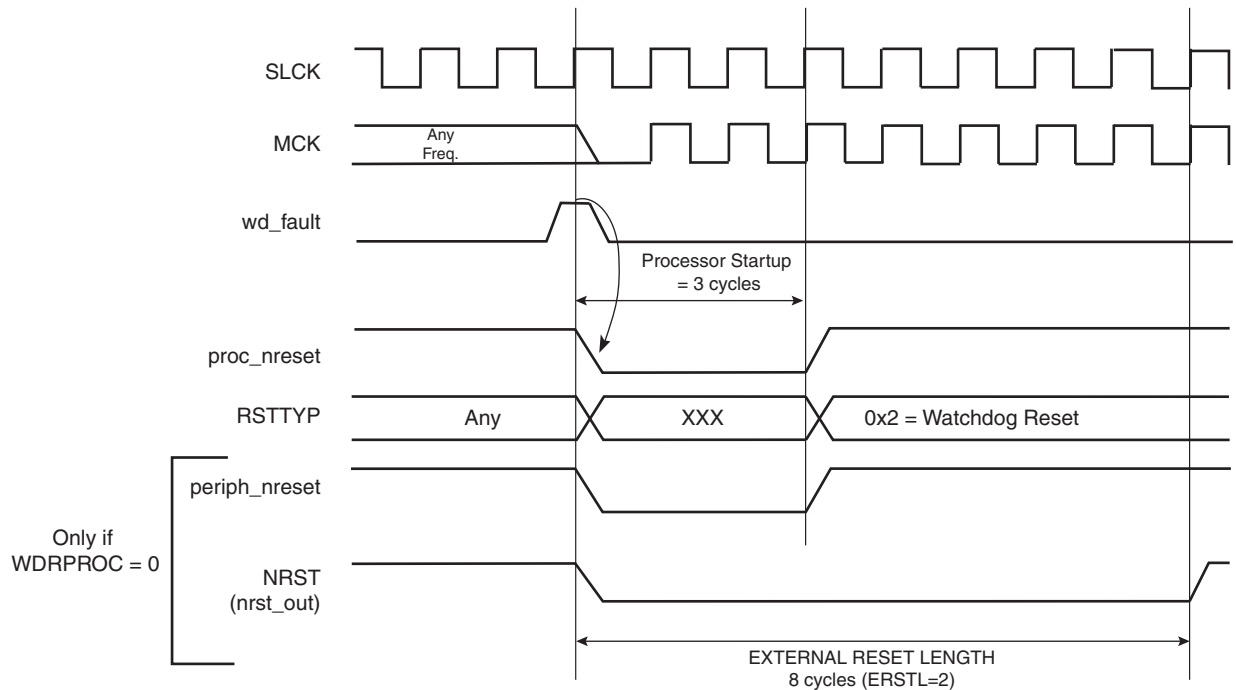 SLCK
MCK
Any
Freq.
wd_fault
Processor Startup
= 3 cycles
proc_nreset
RSTTYP
Any
XXX
0x2 = Watchdog Reset
periph_nreset
Only if
WDRPROC = 0
NRST
(nrst_out)
EXTERNAL RESET LENGTH
8 cycles (ERSTL=2)